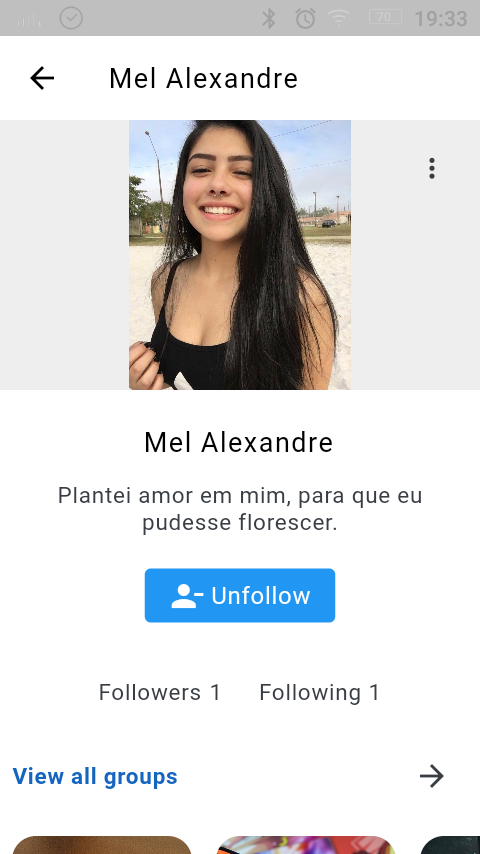 70 19:33
Mel Alexandre
Mel Alexandre
Plantei amor em mim, para que eu
pudesse florescer.
Unfollow
Followers 1 Following 1
View all groups